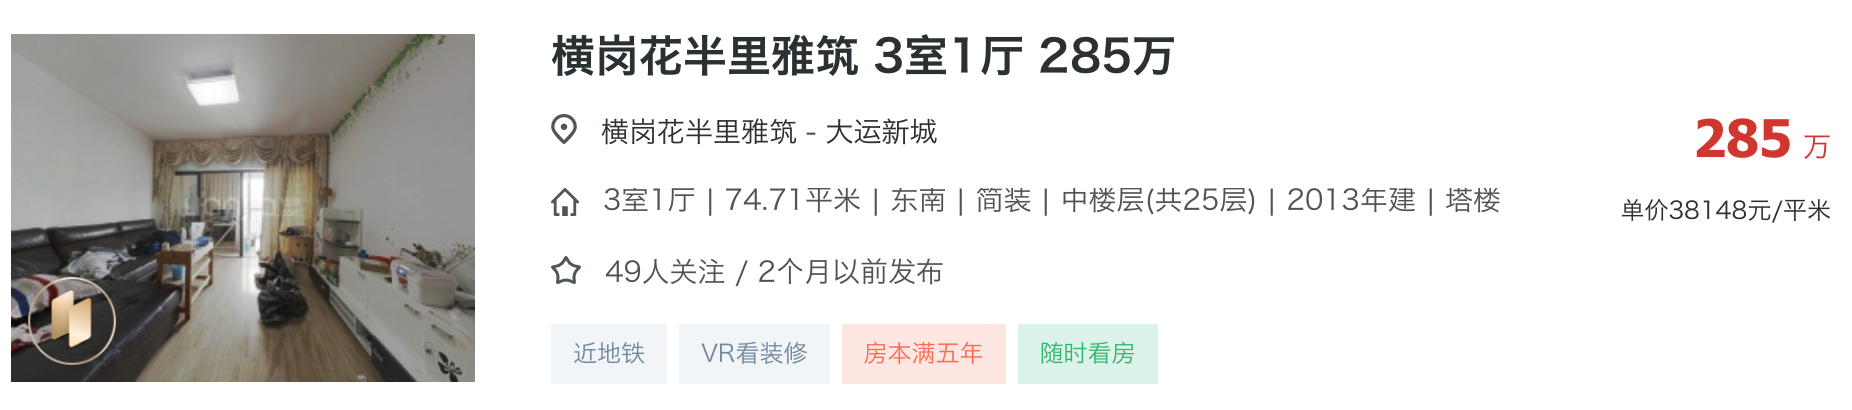 横岗花半里雅筑 3室1厅 285万
横岗花半里雅筑 - 大运新城
3室1厅 | 74.71平米 | 东南 | 简装 | 中楼层(共25层) | 2013年建 | 塔楼
49人关注 / 2个月以前发布
近地铁 VR看装修 房本满五年 随时看房
285 万
单价38148元/平米